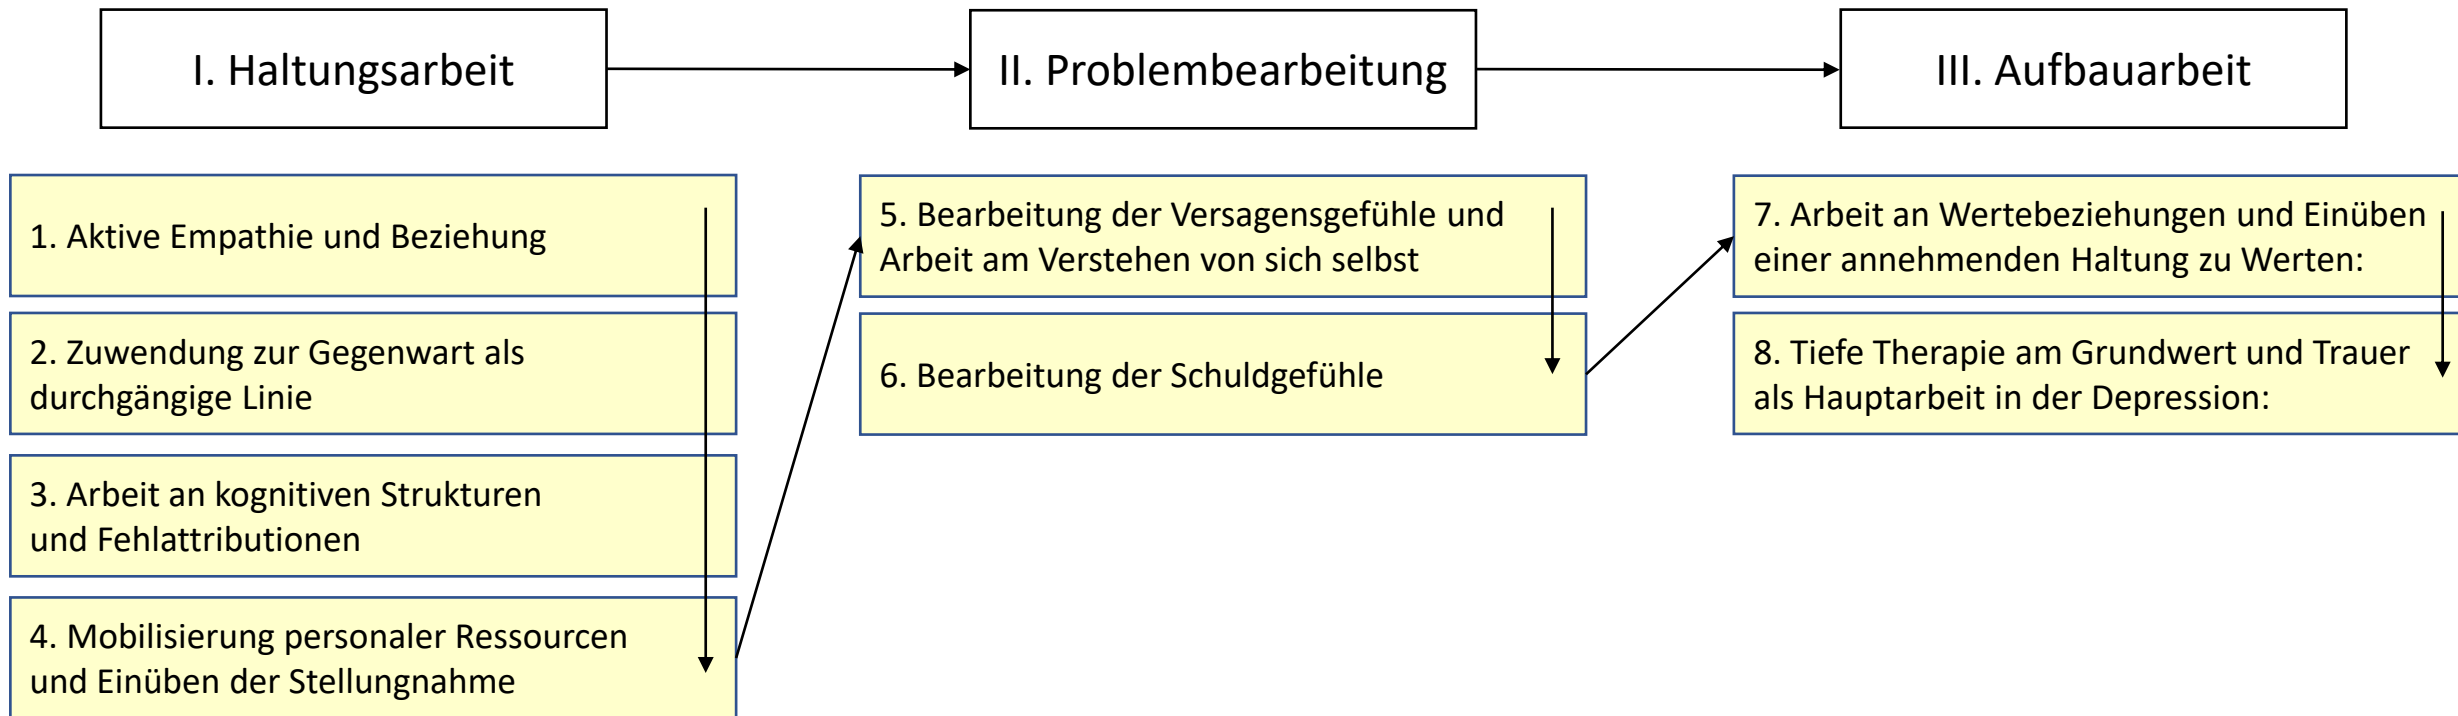 I. Haltungsarbeit
II. Problembearbeitung
III. Aufbauarbeit
1. Aktive Empathie und Beziehung
2. Zuwendung zur Gegenwart als
durchgängige Linie
3. Arbeit an kognitiven Strukturen
und Fehlattributionen
4. Mobilisierung personaler Ressourcen
und Einüben der Stellungnahme
5. Bearbeitung der Versagensgefühle und
Arbeit am Verstehen von sich selbst
6. Bearbeitung der Schuldgefühle
7. Arbeit an Wertebeziehungen und Einüben
einer annehmenden Haltung zu Werten:
8. Tiefe Therapie am Grundwert und Trauer
als Hauptarbeit in der Depression: